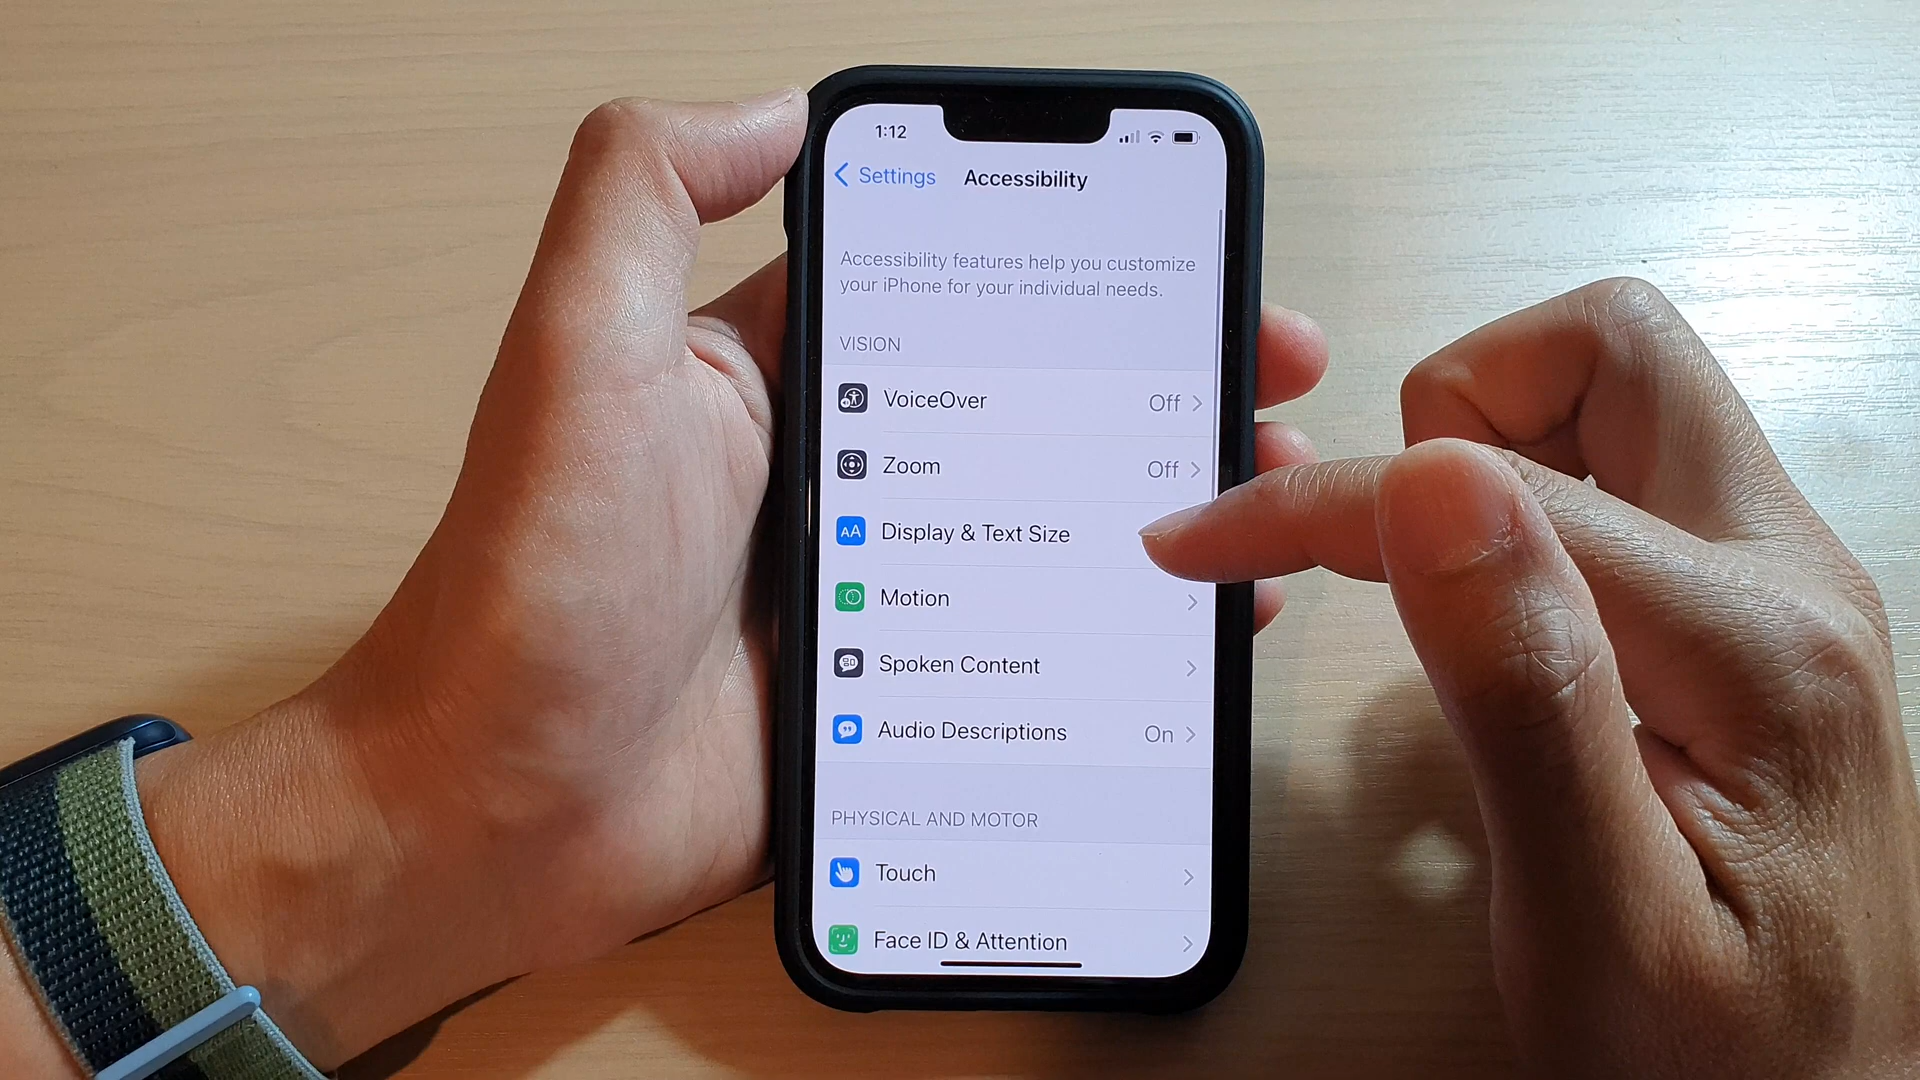 1:12
Settings
Accessibility
Accessibility features help you customize
your iPhone for your individual needs.
VISION
VoiceOver Off
Zoom Off
AA Display & Text Size
Motion
Spoken Content
Audio Descriptions On
PHYSICAL AND MOTOR
Touch
Face ID & Attention